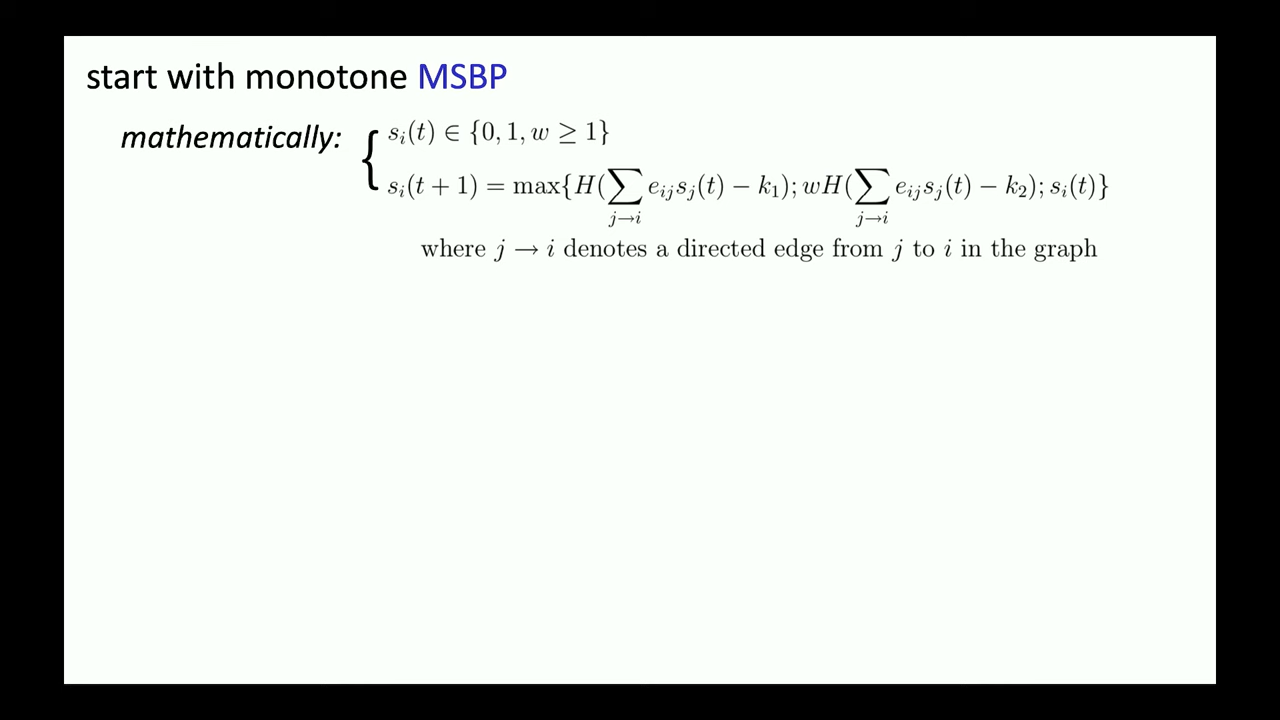 start with monotone MSBP
mathematically: { s_i(t) ∈ {0, 1, w ≥ 1}
s_i(t + 1) = max{H(∑_{j→i} e_{ij}s_j(t) − k_1); wH(∑_{j→i} e_{ij}s_j(t) − k_2); s_i(t)}
where j → i denotes a directed edge from j to i in the graph